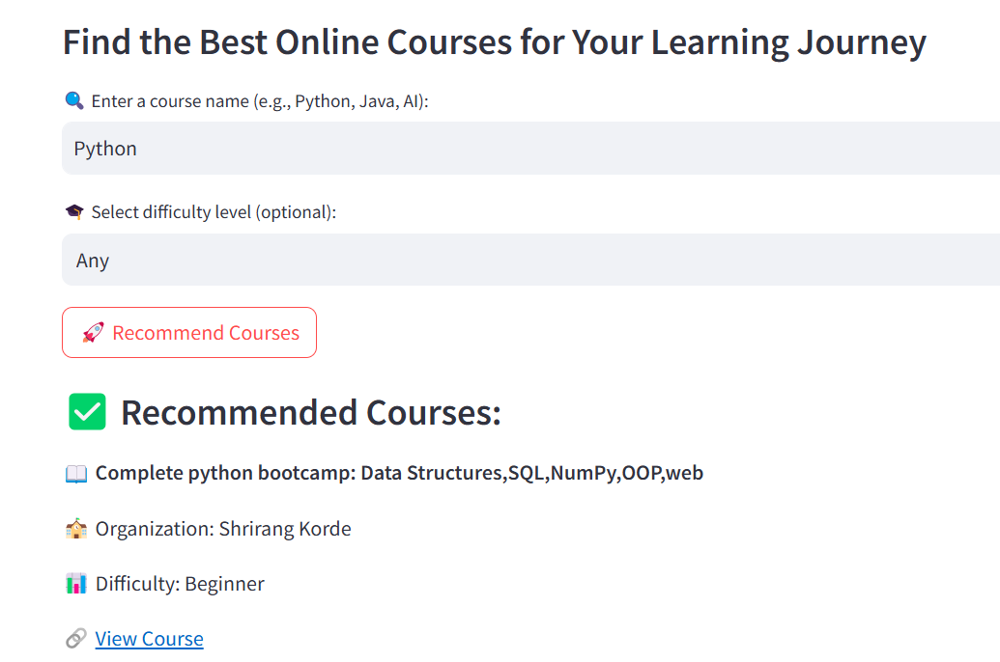 Find the Best Online Courses for Your Learning Journey
🔍 Enter a course name (e.g., Python, Java, AI):
Python
🎓 Select difficulty level (optional):
Any
🚀 Recommend Courses
✅ Recommended Courses:
📖 Complete python bootcamp: Data Structures,SQL,NumPy,OOP,web
🏫 Organization: Shrirang Korde
📊 Difficulty: Beginner
🔗 View Course